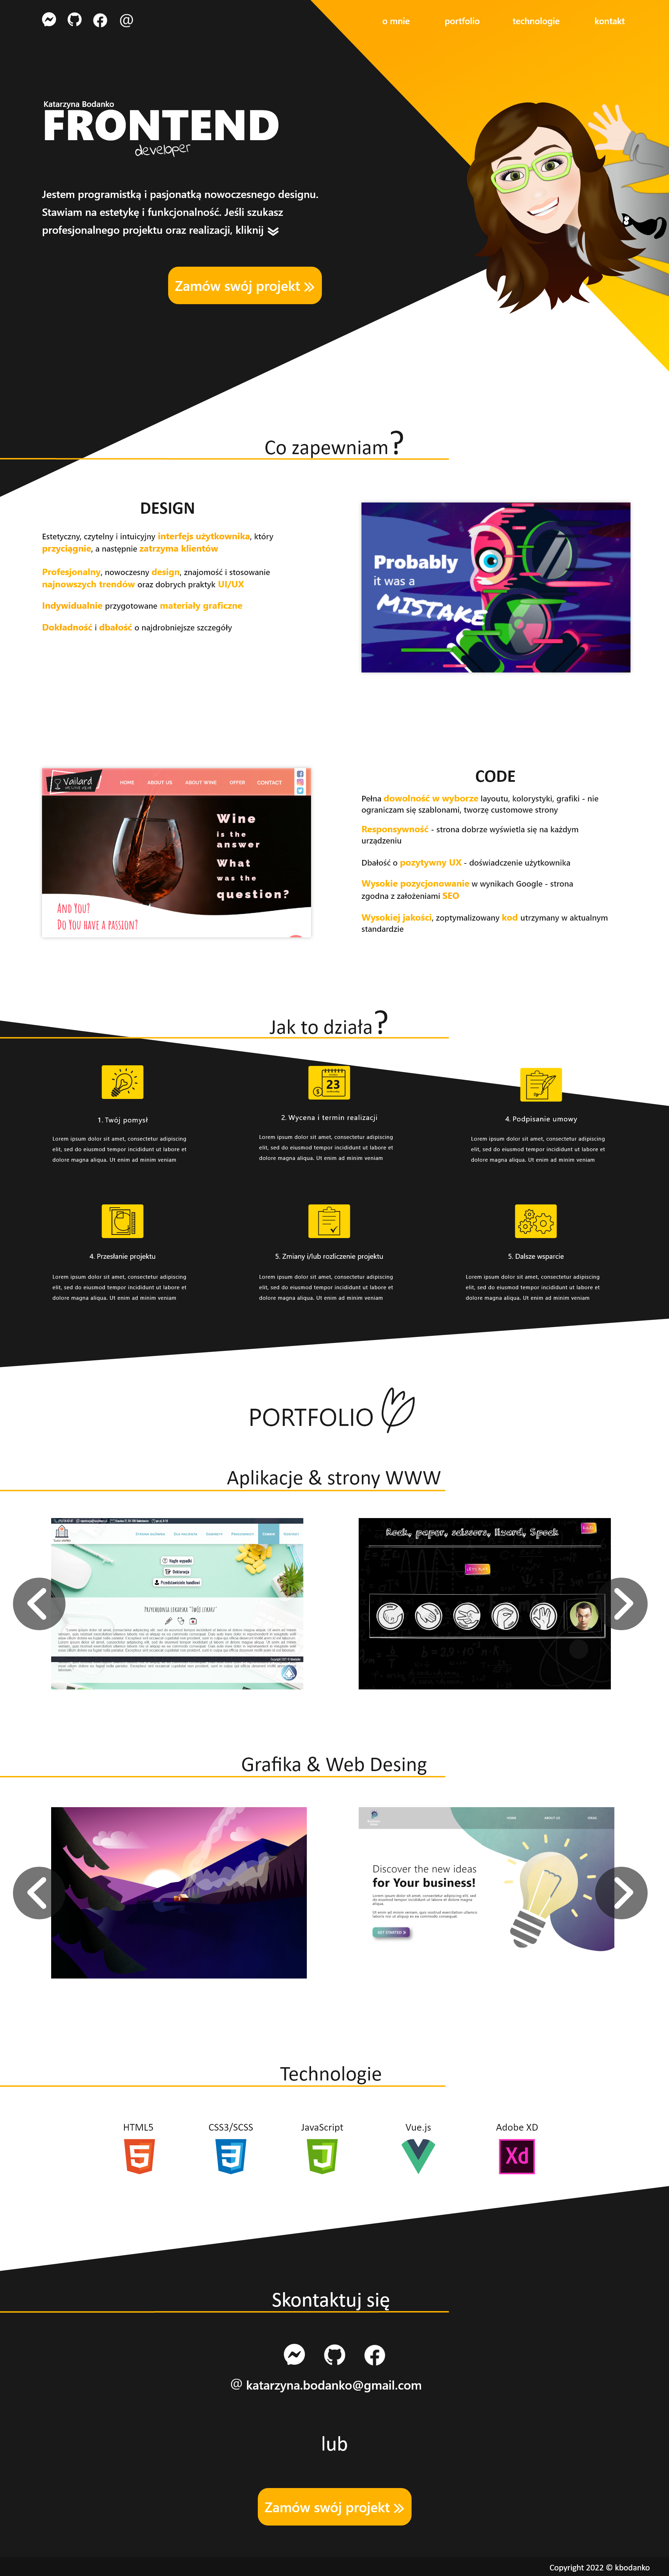 o mnie portfolio technologie kontakt
Katarzyna Bodanko
FRONTEND
developer
Jestem programistką i pasjonatką nowoczesnego designu.
Stawiam na estetykę i funkcjonalność. Jeśli szukasz
profesjonalnego projektu oraz realizacji, kliknij
Zamów swój projekt
Co zapewniam?
DESIGN
Estetyczny, czytelny i intuicyjny interfejs użytkownika, który
przyciągnie, a następnie zatrzyma klientów
Profesjonalny, nowoczesny design, znajomość i stosowanie
najnowszych trendów oraz dobrych praktyk UI/UX
Indywidualnie przygotowane materiały graficzne
Dokładność i dbałość o najdrobniejsze szczegóły
Probably
it was a
MISTAKE
Vailard
HOME ABOUT US ABOUT WINE OFFER CONTACT
Wine
is the
answer
What
was the
question?
And You?
Do You have a passion?
CODE
Pełna dowolność w wyborze layoutu, kolorystyki, grafiki - nie
ograniczam się szablonami, tworzę customowe strony
Responsywność - strona dobrze wyświetla się na każdym
urządzeniu
Dbałość o pozytywny UX - doświadczenie użytkownika
Wysokie pozycjonowanie w wynikach Google - strona
zgodna z założeniami SEO
Wysokiej jakości, zoptymalizowany kod utrzymany w aktualnym
standardzie
Jak to działa?
23
1. Twój pomysł
Lorem ipsum dolor sit amet, consectetur adipiscing
elit, sed do eiusmod tempor incididunt ut labore et
dolore magna aliqua. Ut enim ad minim veniam
2. Wycena i termin realizacji
Lorem ipsum dolor sit amet, consectetur adipiscing
elit, sed do eiusmod tempor incididunt ut labore et
dolore magna aliqua. Ut enim ad minim veniam
4. Podpisanie umowy
Lorem ipsum dolor sit amet, consectetur adipiscing
elit, sed do eiusmod tempor incididunt ut labore et
dolore magna aliqua. Ut enim ad minim veniam
4. Przesłanie projektu
Lorem ipsum dolor sit amet, consectetur adipiscing
elit, sed do eiusmod tempor incididunt ut labore et
dolore magna aliqua. Ut enim ad minim veniam
5. Zmiany i/lub rozliczenie projektu
Lorem ipsum dolor sit amet, consectetur adipiscing
elit, sed do eiusmod tempor incididunt ut labore et
dolore magna aliqua. Ut enim ad minim veniam
5. Dalsze wsparcie
Lorem ipsum dolor sit amet, consectetur adipiscing
elit, sed do eiusmod tempor incididunt ut labore et
dolore magna aliqua. Ut enim ad minim veniam
PORTFOLIO
Aplikacje & strony WWW
Nagłe wypadki
Deklaracje
Przedstawiciele handlowi
Przychodnia lekarska "Twój lekarz"
Rock, paper, scissors, lizard, Spock
Grafika & Web Desing
HOME ABOUT US IDEAS
Discover the new ideas
for Your business!
Lorem ipsum dolor sit amet, consectetur adipiscing elit, sed
do eiusmod tempor incididunt ut labore et dolore magna
aliqua.
Ut enim ad minim veniam, quis nostrud exercitation ullamco
laboris nisi ut aliquip ex ea commodo consequat.
GET STARTED
Technologie
HTML5 CSS3/SCSS JavaScript Vue.js Adobe XD
Xd
Skontaktuj się
@ katarzyna.bodanko@gmail.com
lub
Zamów swój projekt
Copyright 2022 © kbodanko